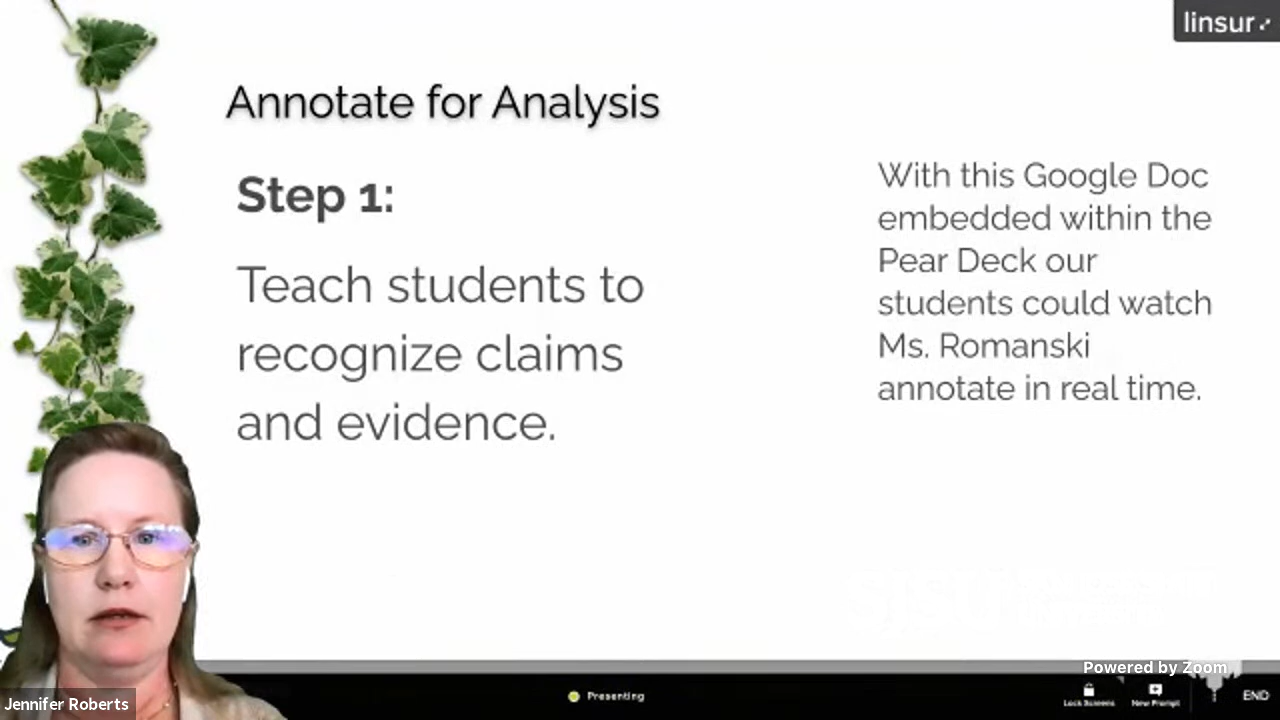 linsur
Annotate for Analysis
Step 1:
Teach students to
recognize claims
and evidence.
With this Google Doc
embedded within the
Pear Deck our
students could watch
Ms. Romanski
annotate in real time.
Powered by Zoom
Jennifer Roberts
Presenting
Lock Screens
New Prompt
END